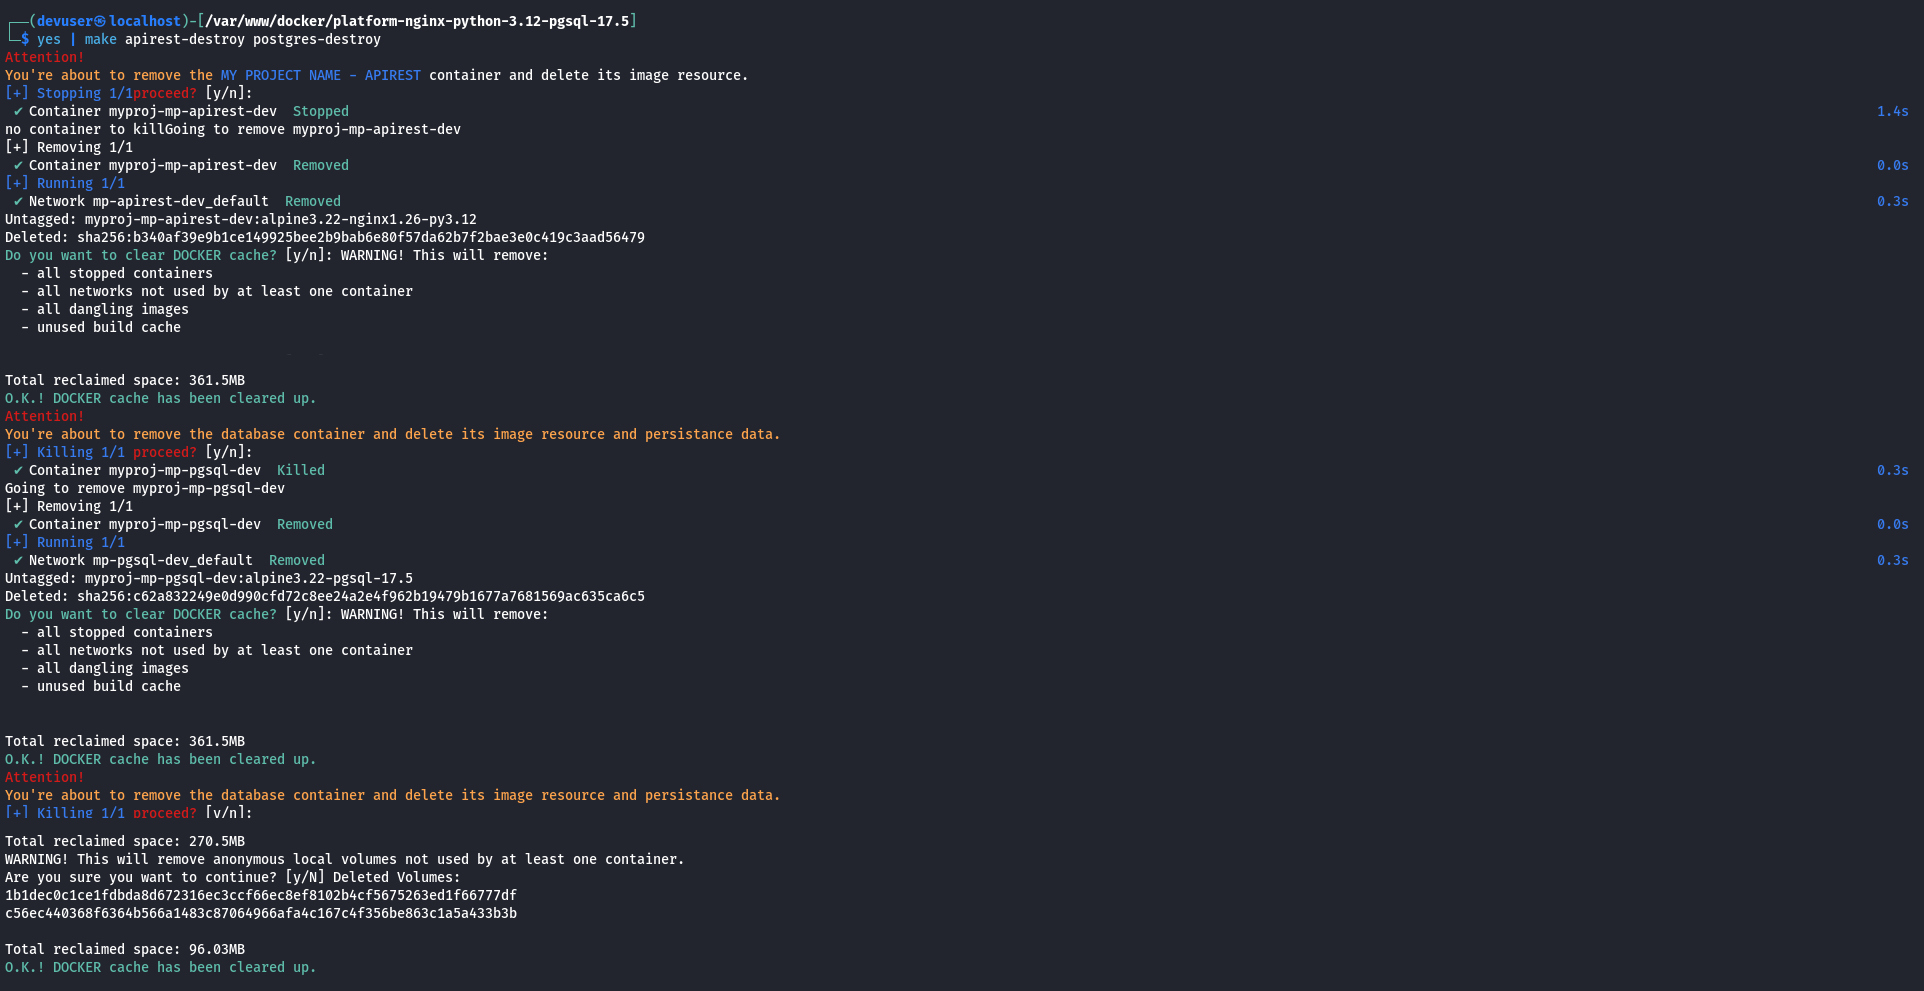 ┌──(devuser㉿localhost)-[/var/www/docker/platform-nginx-python-3.12-pgsql-17.5]
└─$ yes | make apirest-destroy postgres-destroy
Attention!
You're about to remove the MY PROJECT NAME - APIREST container and delete its image resource.
[+] Stopping 1/1proceed? [y/n]:
✔ Container myproj-mp-apirest-dev  Stopped 1.4s
no container to killGoing to remove myproj-mp-apirest-dev
[+] Removing 1/1
✔ Container myproj-mp-apirest-dev  Removed 0.0s
[+] Running 1/1
✔ Network mp-apirest-dev_default  Removed 0.3s
Untagged: myproj-mp-apirest-dev:alpine3.22-nginx1.26-py3.12
Deleted: sha256:b340af39e9b1ce149925bee2b9bab6e80f57da62b7f2bae3e0c419c3aad56479
Do you want to clear DOCKER cache? [y/n]: WARNING! This will remove:
  - all stopped containers
  - all networks not used by at least one container
  - all dangling images
  - unused build cache
Total reclaimed space: 361.5MB
O.K.! DOCKER cache has been cleared up.
Attention!
You're about to remove the database container and delete its image resource and persistance data.
[+] Killing 1/1 proceed? [y/n]:
✔ Container myproj-mp-pgsql-dev  Killed 0.3s
Going to remove myproj-mp-pgsql-dev
[+] Removing 1/1
✔ Container myproj-mp-pgsql-dev  Removed 0.0s
[+] Running 1/1
✔ Network mp-pgsql-dev_default  Removed 0.3s
Untagged: myproj-mp-pgsql-dev:alpine3.22-pgsql-17.5
Deleted: sha256:c62a832249e0d990cfd72c8ee24a2e4f962b19479b1677a7681569ac635ca6c5
Do you want to clear DOCKER cache? [y/n]: WARNING! This will remove:
  - all stopped containers
  - all networks not used by at least one container
  - all dangling images
  - unused build cache
Total reclaimed space: 361.5MB
O.K.! DOCKER cache has been cleared up.
Attention!
You're about to remove the database container and delete its image resource and persistance data.
[+] Killing 1/1 proceed? [y/n]:
Total reclaimed space: 270.5MB
WARNING! This will remove anonymous local volumes not used by at least one container.
Are you sure you want to continue? [y/N] Deleted Volumes:
1b1dec0c1ce1fdbda8d672316ec3ccf66ec8ef8102b4cf5675263ed1f66777df
c56ec440368f6364b566a1483c87064966afa4c167c4f356be863c1a5a433b3b
Total reclaimed space: 96.03MB
O.K.! DOCKER cache has been cleared up.